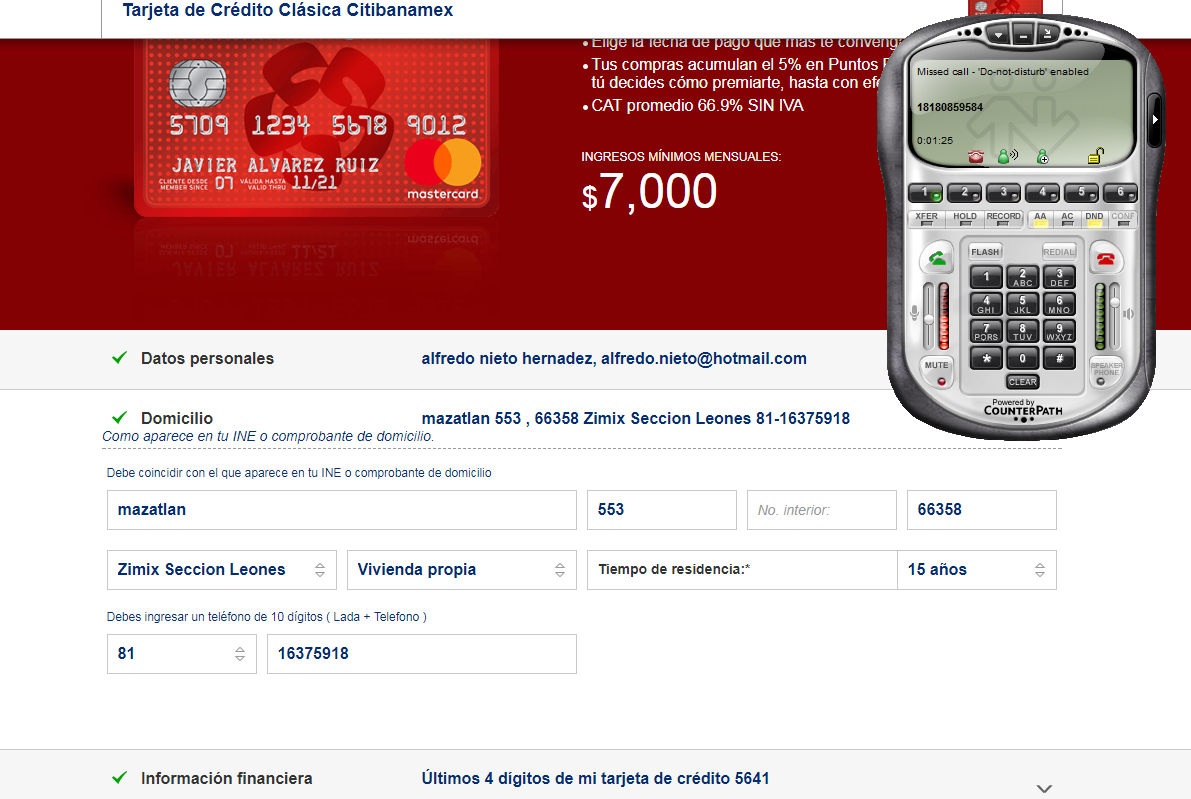 Tarjeta de Crédito Clásica Citibanamex
Elige la fecha de pago que más te convenga
Tus compras acumulan el 5% en Puntos
tú decides cómo premiarte, hasta con
CAT promedio 66.9% SIN IVA
INGRESOS MÍNIMOS MENSUALES:
$7,000
5709 1234 5678 9012
JAVIER ALVAREZ RUIZ
CLIENTE DESDE MEMBER SINCE 07 VÁLIDA HASTA VALID THRU 11/21
mastercard
Missed call - 'Do-not-disturb' enabled
18180859584
0:01:25
1 2 3 4 5 6
XFER HOLD RECORD AA AC DND CONF
FLASH REDIAL
1 2 ABC 3 DEF
4 GHI 5 JKL 6 MNO
7 PQRS 8 TUV 9 WXYZ
* 0 #
MUTE CLEAR SPEAKER PHONE
Powered by
COUNTERPATH
Datos personales alfredo nieto hernadez, alfredo.nieto@hotmail.com
Domicilio mazatlan 553 , 66358 Zimix Seccion Leones 81-16375918
Como aparece en tu INE o comprobante de domicilio.
Debe coincidir con el que aparece en tu INE o comprobante de domicilio
mazatlan 553 No. interior: 66358
Zimix Seccion Leones Vivienda propia Tiempo de residencia:* 15 años
Debes ingresar un teléfono de 10 dígitos ( Lada + Telefono )
81 16375918
Información financiera Últimos 4 dígitos de mi tarjeta de crédito 5641